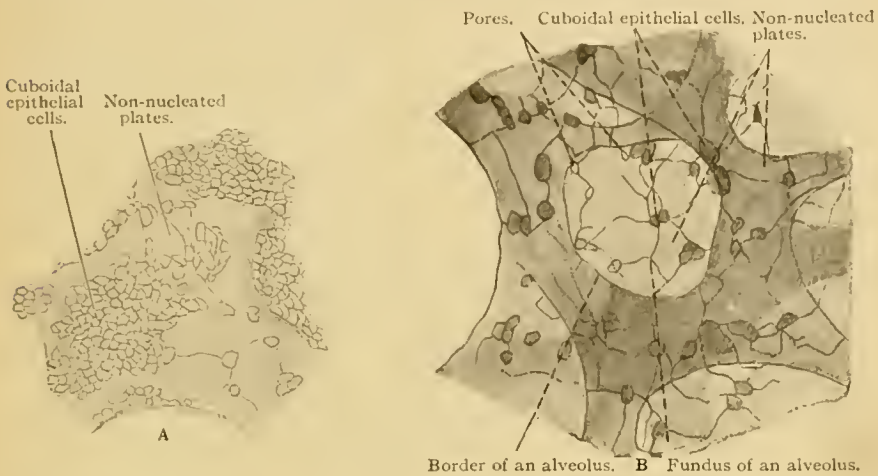 Pores. Cuboidal epithelial cells. Non-nucleated
plates.
Cuboidal
epithelial
cells.
Non-nucleated
plates.
A
Border of an alveolus. B Fundus of an alveolus.